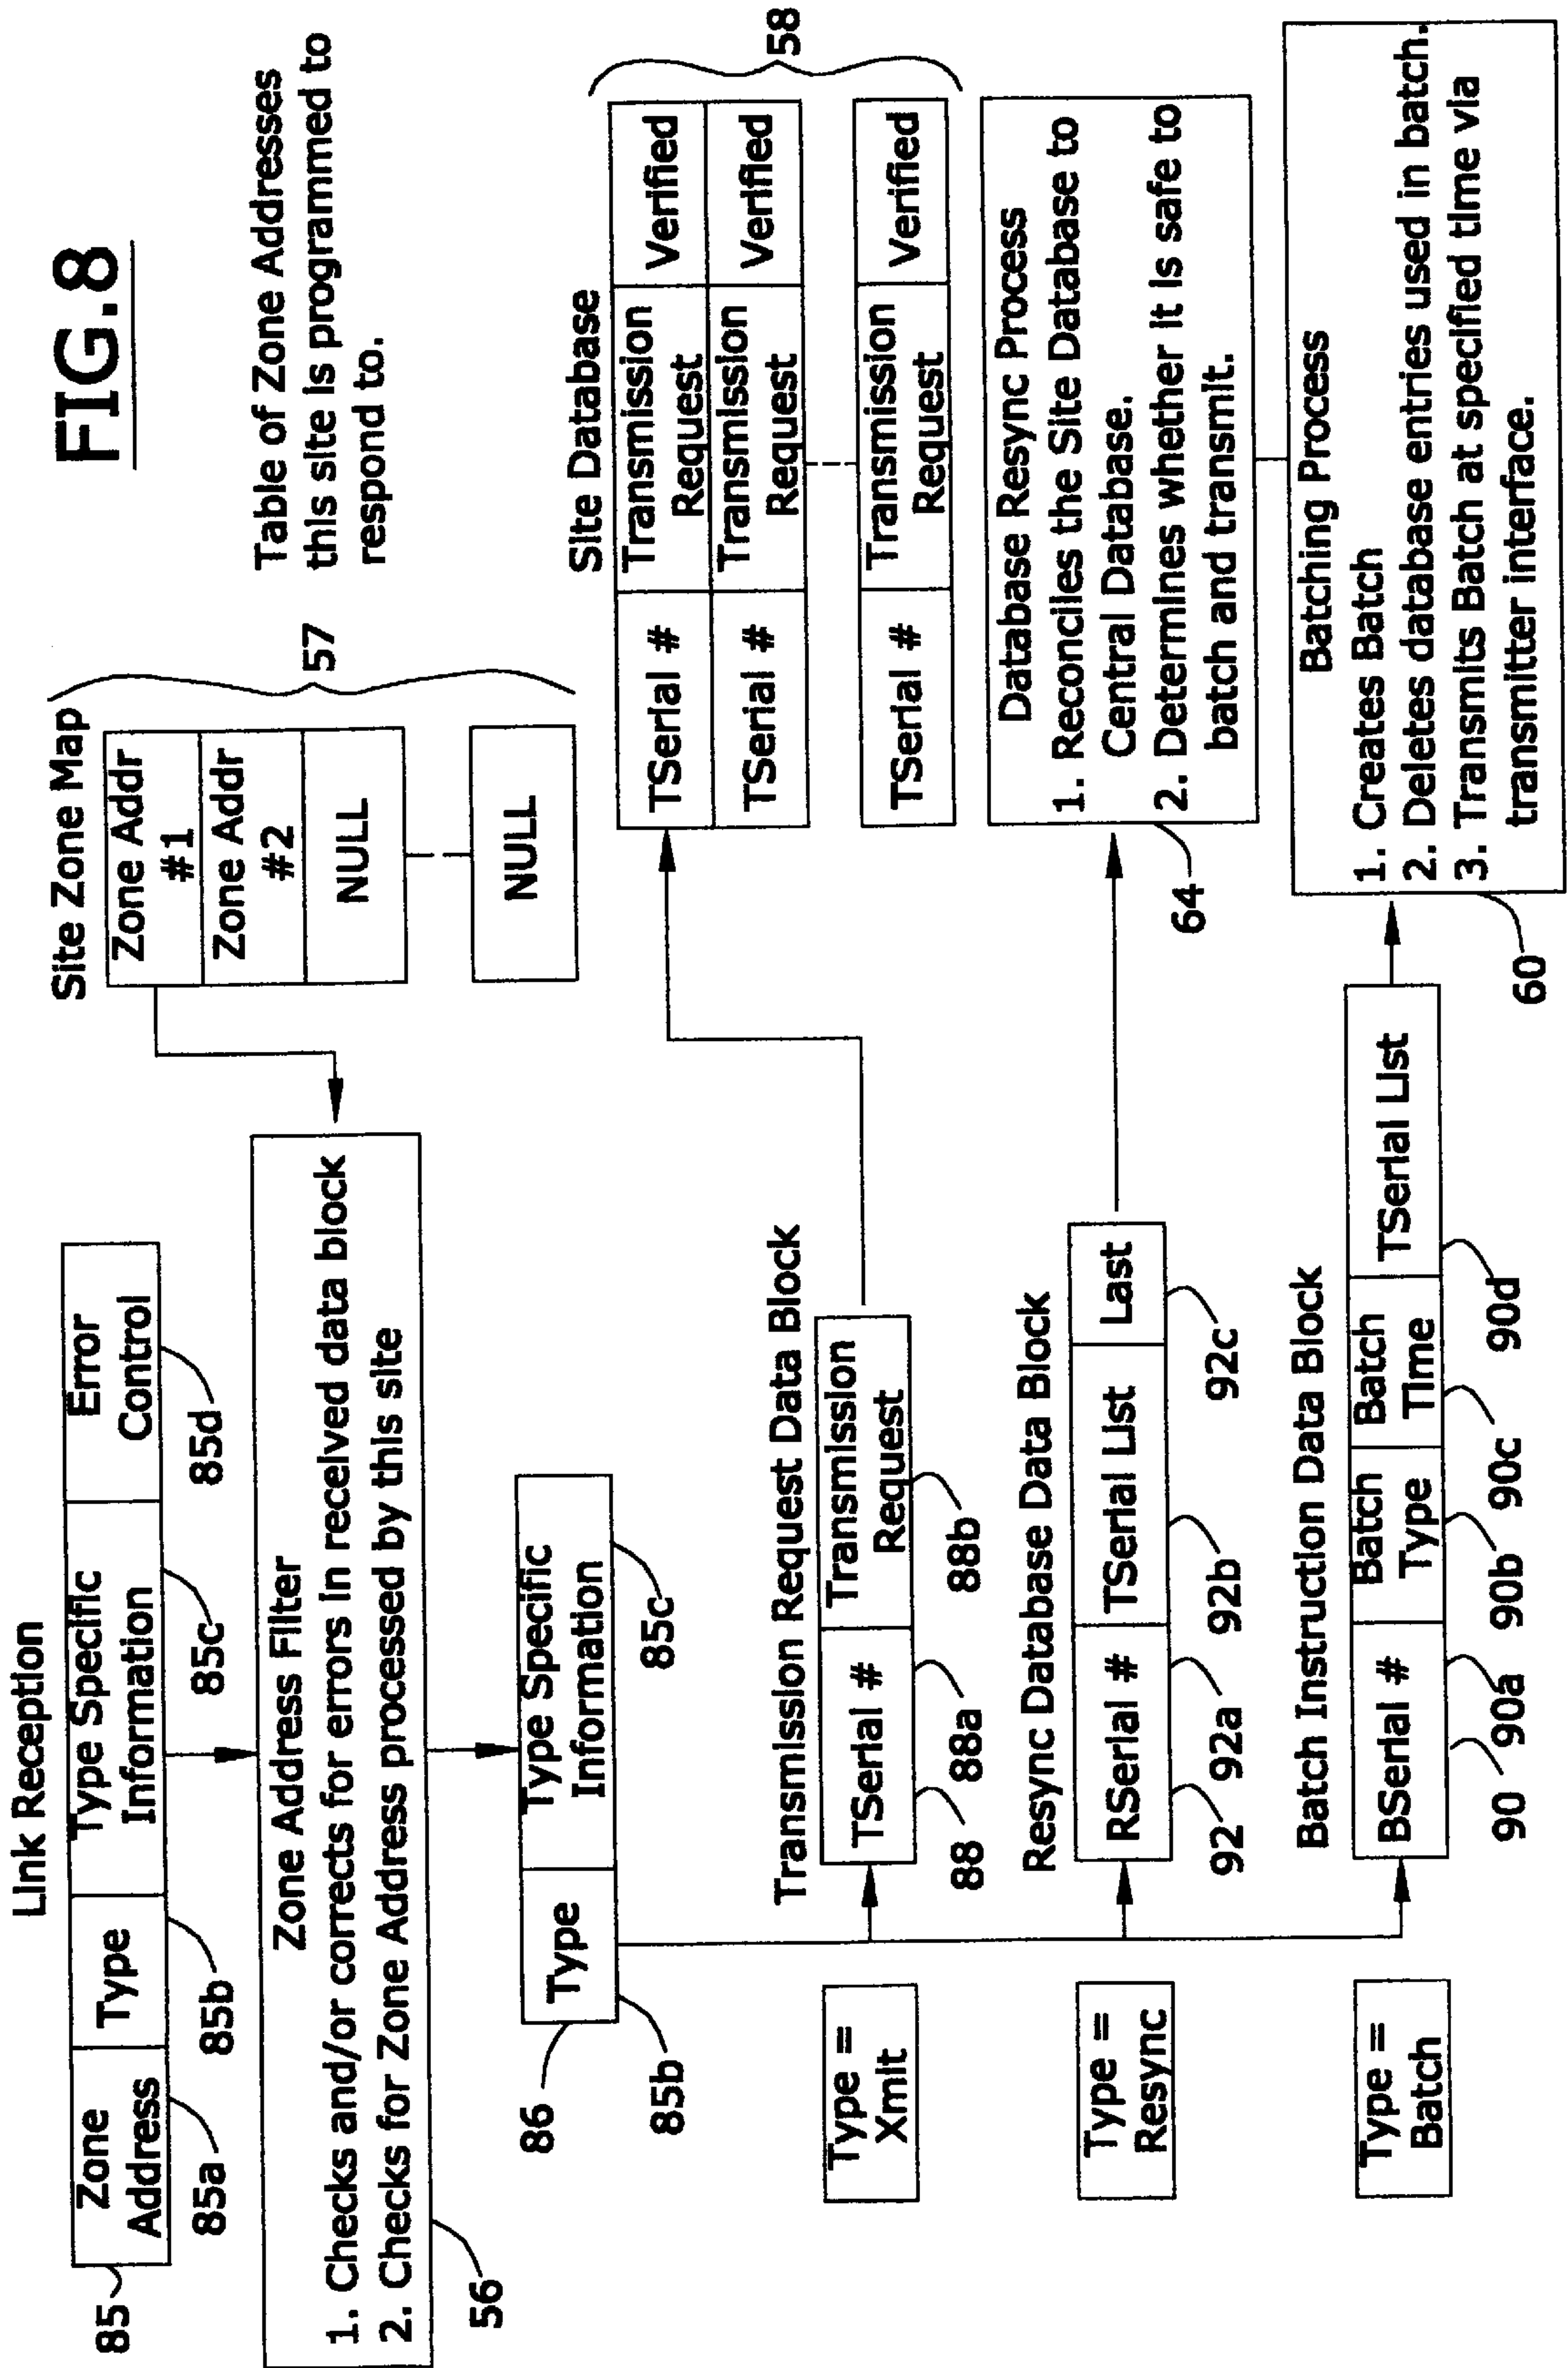 FIG.8
Link Reception
Zone
Address
Type
Type Specific
Information
Error
Control
85
85a
85b
85c
85d
Site Zone Map
Zone Addr
#1
Zone Addr
#2
NULL
NULL
57
Table of Zone Addresses
this site is programmed to
respond to.
Zone Address Filter
1. Checks and/or corrects for errors in received data block
2. Checks for Zone Address processed by this site
56
Type
Type Specific
Information
86
85b
85c
Site Database
TSerial #
Transmission
Request
Verified
TSerial #
Transmission
Request
Verified
TSerial #
Transmission
Request
Verified
58
Type =
Xmit
Transmission Request Data Block
TSerial #
Transmission
Request
88
88a
88b
Type =
Resync
Resync Database Data Block
RSerial #
TSerial List
Last
92
92a
92b
92c
Database Resync Process
1. Reconciles the Site Database to
Central Database.
2. Determines whether it is safe to
batch and transmit.
64
Type =
Batch
Batch Instruction Data Block
BSerial #
Batch
Type
Batch
Time
TSerial List
90
90a
90b
90c
90d
Batching Process
1. Creates Batch
2. Deletes database entries used in batch.
3. Transmits Batch at specified time via
transmitter interface.
60